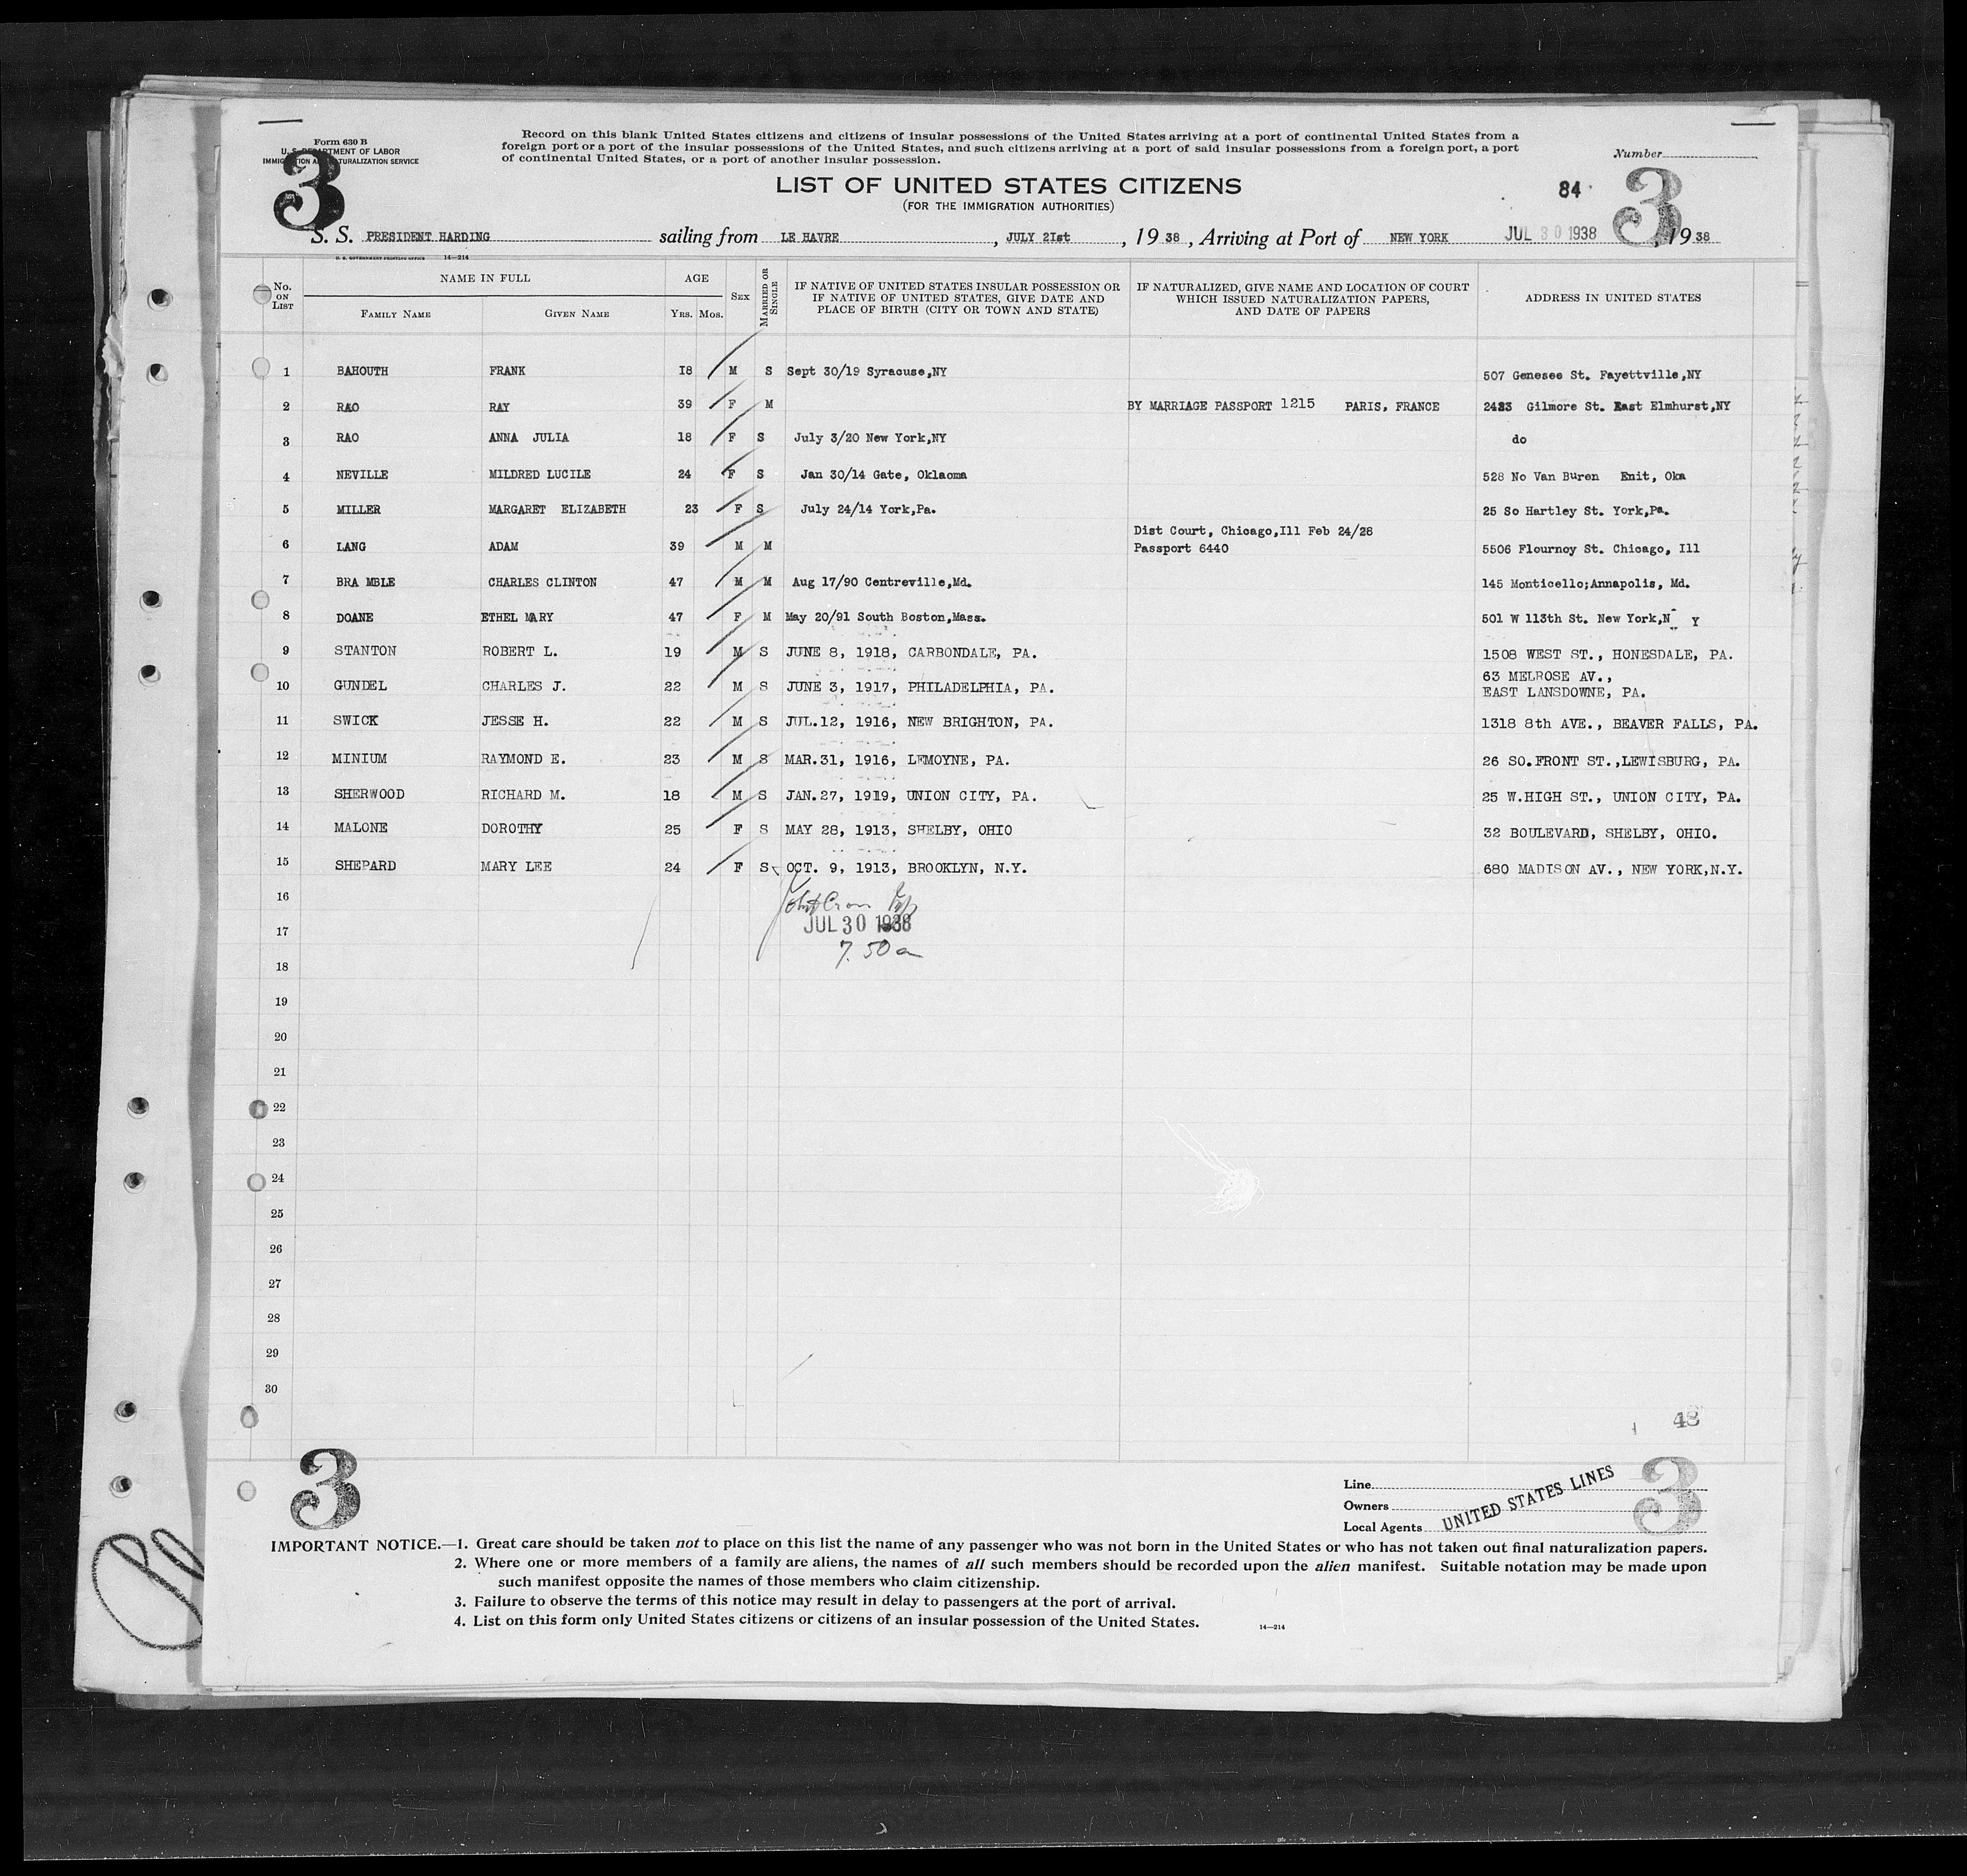 Form 630 B
U. S. DEPARTMENT OF LABOR
IMMIGRATION AND NATURALIZATION SERVICE
Record on this blank United States citizens and citizens of insular possessions of the United States arriving at a port of continental United States from a
foreign port or a port of the insular possessions of the United States, and such citizens arriving at a port of said insular possessions from a foreign port, a port
of continental United States, or a port of another insular possession.
Number
3
LIST OF UNITED STATES CITIZENS
84
3
(FOR THE IMMIGRATION AUTHORITIES)
S. S. PRESIDENT HARDING sailing from LE HAVRE, JULY 2Ist, 19 38, Arriving at Port of NEW YORK JUL 30 1938, 19 38
U. S. GOVERNMENT PRINTING OFFICE 14—214
No. ON LIST
NAME IN FULL
FAMILY NAME GIVEN NAME
AGE
YRS. MOS.
SEX
MARRIED OR SINGLE
IF NATIVE OF UNITED STATES INSULAR POSSESSION OR
IF NATIVE OF UNITED STATES, GIVE DATE AND
PLACE OF BIRTH (CITY OR TOWN AND STATE)
IF NATURALIZED, GIVE NAME AND LOCATION OF COURT
WHICH ISSUED NATURALIZATION PAPERS,
AND DATE OF PAPERS
ADDRESS IN UNITED STATES
1 BAHOUTH FRANK I8 M S Sept 30/19 Syracuse,NY 507 Genesee St. Fayettville,NY
2 RAO RAY 39 F M BY MARRIAGE PASSPORT 1215 PARIS, FRANCE Gilmore St. East Elmhurst,NY
3 RAO ANNA JULIA 18 F S July 3/20 New York,NY do
4 NEVILLE MILDRED LUCILE 24 F S Jan 30/14 Gate, Oklaoma 528 No Van Buren Enit, Oka
5 MILLER MARGARET ELIZABETH 23 F S July 24/14 York,Pa. 25 So Hartley St. York,Pa.
Dist Court, Chicago,Ill Feb 24/28
6 LANG ADAM 39 M M Passport 6440 5506 Flournoy St. Chicago, Ill
7 BRA MBLE CHARLES CLINTON 47 M M Aug 17/90 Centreville,Md. 145 Monticello;Annapolis, Md.
8 DOANE ETHEL MARY 47 F M May 20/91 South Boston,Mass. 501 W 113th St. New York,N Y
9 STANTON ROBERT L. 19 M S JUNE 8, 1918, CARBONDALE, PA. 1508 WEST ST., HONESDALE, PA.
63 MELROSE AV.,
10 GUNDEL CHARLES J. 22 M S JUNE 3, 1917, PHILADELPHIA, PA. EAST LANSDOWNE, PA.
11 SWICK JESSE H. 22 M S JUL.12, 1916, NEW BRIGHTON, PA. 1318 8th AVE., BEAVER FALLS, PA.
12 MINIUM RAYMOND E. 23 M S MAR.31, 1916, LEMOYNE, PA. 26 SO.FRONT ST.,LEWISBURG, PA.
13 SHERWOOD RICHARD M. 18 M S JAN.27, 1919, UNION CITY, PA. 25 W.HIGH ST., UNION CITY, PA.
14 MALONE DOROTHY 25 F S MAY 28, 1913, SHELBY, OHIO 32 BOULEVARD, SHELBY, OHIO.
15 SHEPARD MARY LEE 24 F S OCT. 9, 1913, BROOKLYN, N.Y. 680 MADISON AV., NEW YORK,N.Y.
16
17 JUL 30 1938
7.50 a
18
19
20
21
22
23
24
25
26
27
28
29
30
48
3
Line
Owners
Local Agents
UNITED STATES LINES
3
IMPORTANT NOTICE.—1. Great care should be taken not to place on this list the name of any passenger who was not born in the United States or who has not taken out final naturalization papers.
2. Where one or more members of a family are aliens, the names of all such members should be recorded upon the alien manifest. Suitable notation may be made upon
such manifest opposite the names of those members who claim citizenship.
3. Failure to observe the terms of this notice may result in delay to passengers at the port of arrival.
4. List on this form only United States citizens or citizens of an insular possession of the United States.
14—214